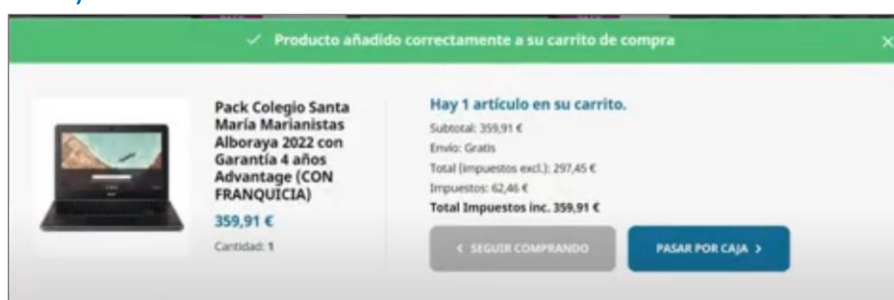 Producto añadido correctamente a su carrito de compra
Pack Colegio Santa
María Marianistas
Alboraya 2022 con
Garantía 4 años
Advantage (CON
FRANQUICIA)
359,91 €
Cantidad: 1
Hay 1 artículo en su carrito.
Subtotal: 359,91 €
Envío: Gratis
Total (impuestos excl.): 297,45 €
Impuestos: 62,46 €
Total Impuestos inc. 359,91 €
SEGUIR COMPRANDO
PASAR POR CAJA